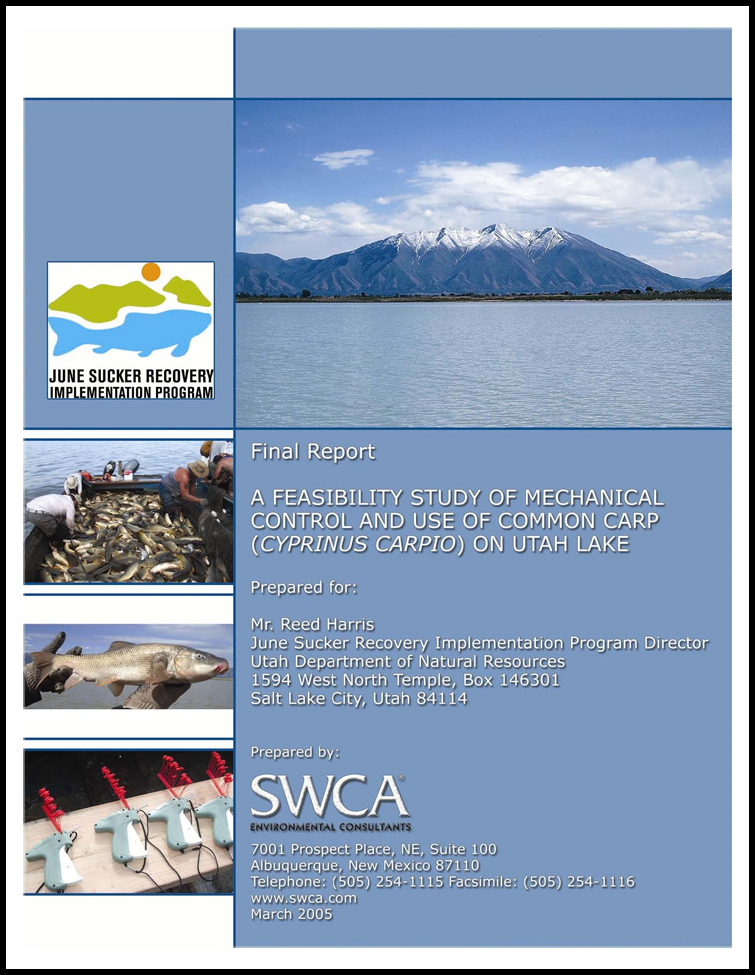 JUNE SUCKER RECOVERY
IMPLEMENTATION PROGRAM
Final Report
A FEASIBILITY STUDY OF MECHANICAL
CONTROL AND USE OF COMMON CARP
(CYPRINUS CARPIO) ON UTAH LAKE
Prepared for:
Mr. Reed Harris
June Sucker Recovery Implementation Program Director
Utah Department of Natural Resources
1594 West North Temple, Box 146301
Salt Lake City, Utah 84114
Prepared by:
SWCA®
ENVIRONMENTAL CONSULTANTS
7001 Prospect Place, NE, Suite 100
Albuquerque, New Mexico 87110
Telephone: (505) 254-1115 Facsimile: (505) 254-1116
www.swca.com
March 2005